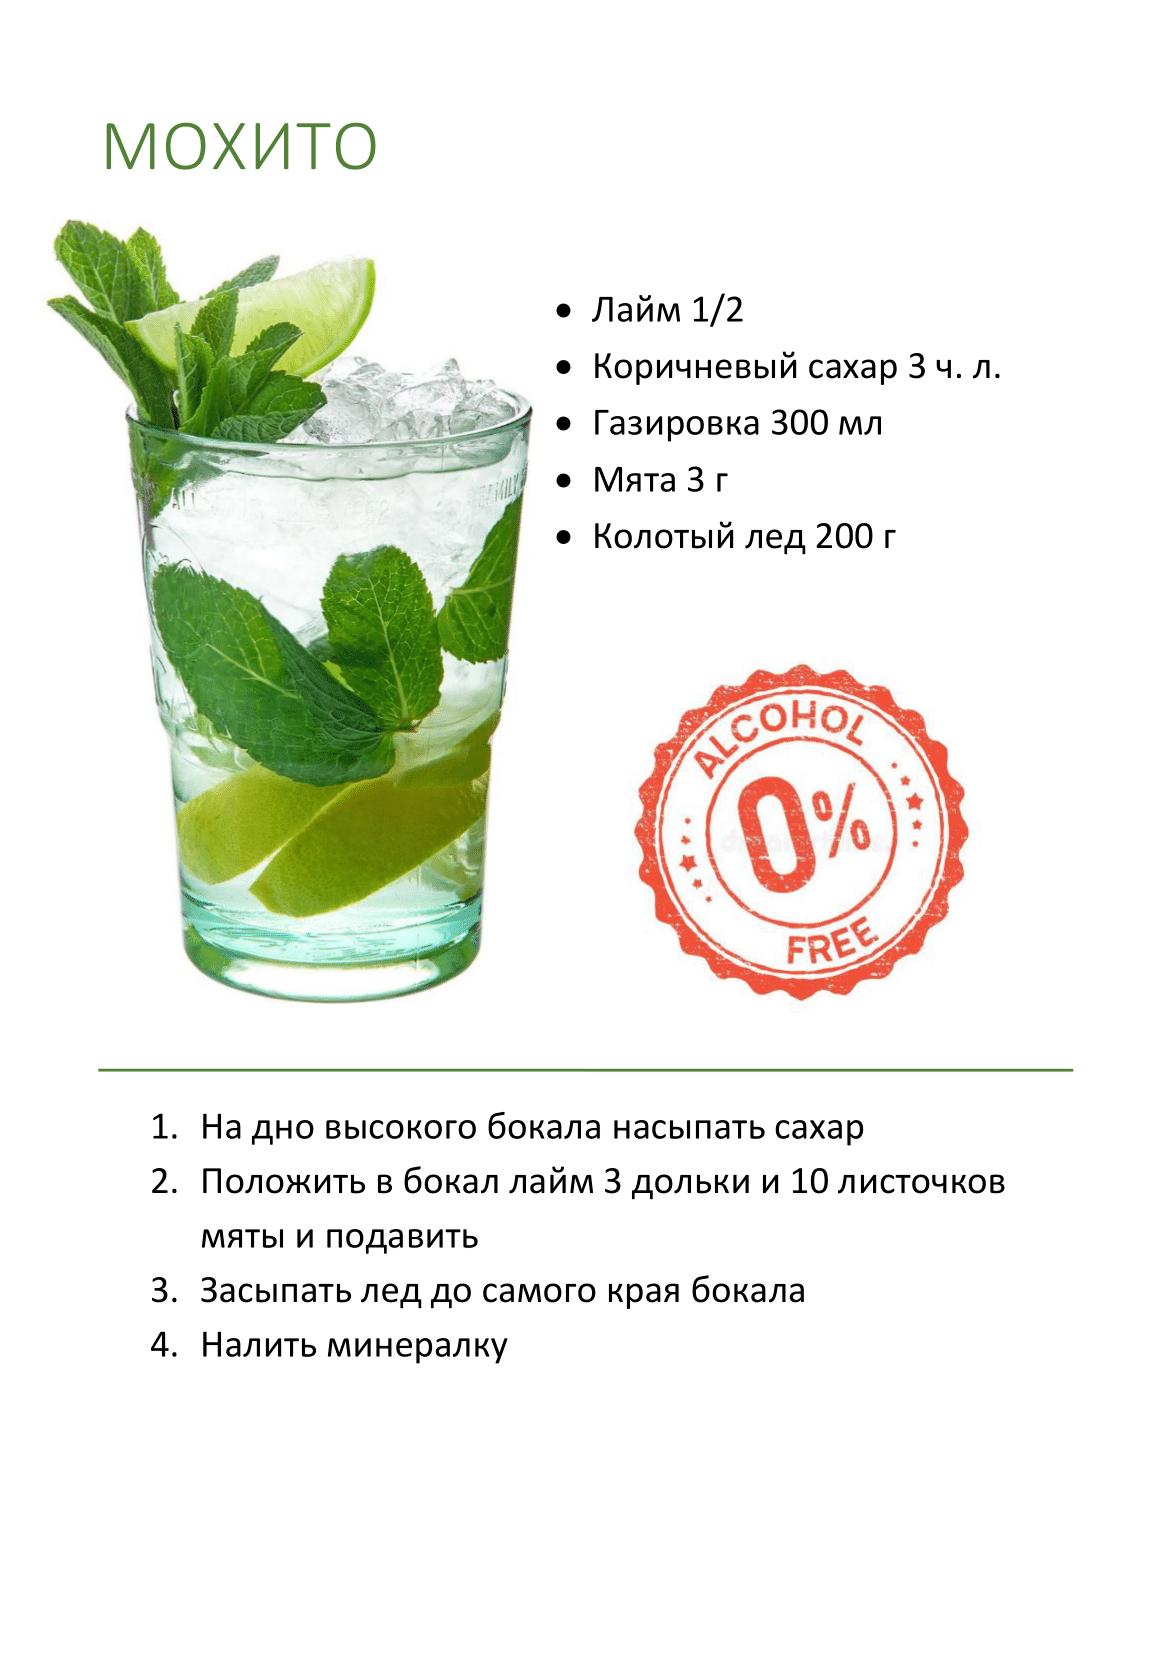 МОХИТО
• Лайм 1/2
• Коричневый сахар 3 ч. л.
• Газировка 300 мл
• Мята 3 г
• Колотый лед 200 г
ALCOHOL
0%
FREE
1. На дно высокого бокала насыпать сахар
2. Положить в бокал лайм 3 дольки и 10 листочков
мяты и подавить
3. Засыпать лед до самого края бокала
4. Налить минералку